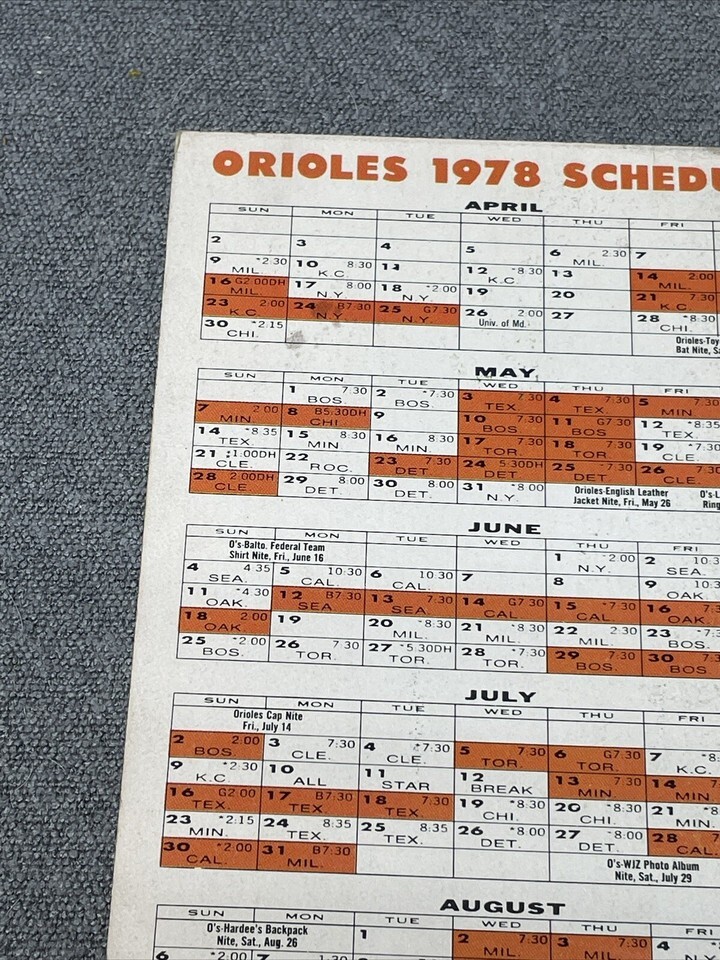 ORIOLES 1978 SCHEDU
APRIL
SUN MON TUE WED THU FRI
2 3 4 5 6 2:30 7
MIL.
9 *2:30 10 8:30 11 12 *8:30 13 14 2:00
MIL. K.C. K.C. MIL.
16 G2:00DH 17 8:00 18 *2:00 19 20 21 7:30
MIL. N.Y. N.Y. K.C.
23 2:00 24 B7:30 25 G7:30 26 2:00 27 28 *8:30
K.C. N.Y. N.Y. Univ. of Md. CHI.
30 *2:15
CHI.
Orioles-Toy
Bat Nite, Sa
MAY
SUN MON TUE WED THU FRI
1 7:30 2 *7:30 3 7:30 4 7:30 5 7:30
BOS. BOS. TEX. TEX. MIN.
7 2:00 8 B5:30DH 9 10 7:30 11 G7:30 12 *8:35
MIN. CHI. BOS. BOS. TEX.
14 *8:35 15 8:30 16 8:30 17 7:30 18 7:30 19 *7:30
TEX. MIN. MIN. TOR. TOR. CLE.
21 *1:00DH 22 23 7:30 24 5:30DH 25 *7:30 26 7:30
CLE. ROC. DET. DET. DET. CLE.
28 2:00DH 29 8:00 30 8:00 31 *8:00
CLE. DET. DET. N.Y.
Orioles-English Leather
Jacket Nite, Fri., May 26
O's-L
Ring
JUNE
SUN MON TUE WED THU FRI
O's-Balto. Federal Team
Shirt Nite, Fri., June 16
1 *2:00 2 10:3
N.Y. SEA.
4 4:35 5 10:30 6 10:30 7 8 9 10:3
SEA. CAL. CAL. OAK.
11 *4:30 12 B7:30 13 7:30 14 G7:30 15 *7:30 16 7:3
OAK. SEA. SEA. CAL. CAL. OAK.
18 2:00 19 20 *8:30 21 *8:30 22 2:30 23 *7:
OAK. MIL. MIL. MIL. BOS.
25 *2:00 26 7:30 27 *5:30DH 28 *7:30 29 7:30 30 7:
BOS. TOR. TOR. TOR. BOS. BOS.
JULY
SUN MON TUE WED THU FRI
Orioles Cap Nite
Fri., July 14
2 2:00 3 7:30 4 *7:30 5 7:30 6 G7:30 7 *8:
BOS. CLE. CLE. TOR. TOR. K.C.
9 *2:30 10 11 12 13 7:30 14 7:
K.C. ALL STAR BREAK MIN. MIN.
16 G2:00 17 B7:30 18 7:30 19 *8:30 20 *8:30 21 *8
TEX. TEX. TEX. CHI. CHI. MIN.
23 *2:15 24 8:35 25 8:35 26 *8:00 27 *8:00 28 7
MIN. TEX. TEX. DET. DET. CAL.
30 *2:00 31 B7:30
CAL. MIL.
O's-WJZ Photo Album
Nite, Sat., July 29
AUGUST
SUN MON TUE WED THU FRI
O's-Hardee's Backpack
Nite, Sat., Aug. 26
1 2 7:30 3 *7:30 4
MIL. MIL.
6 *2:00 7